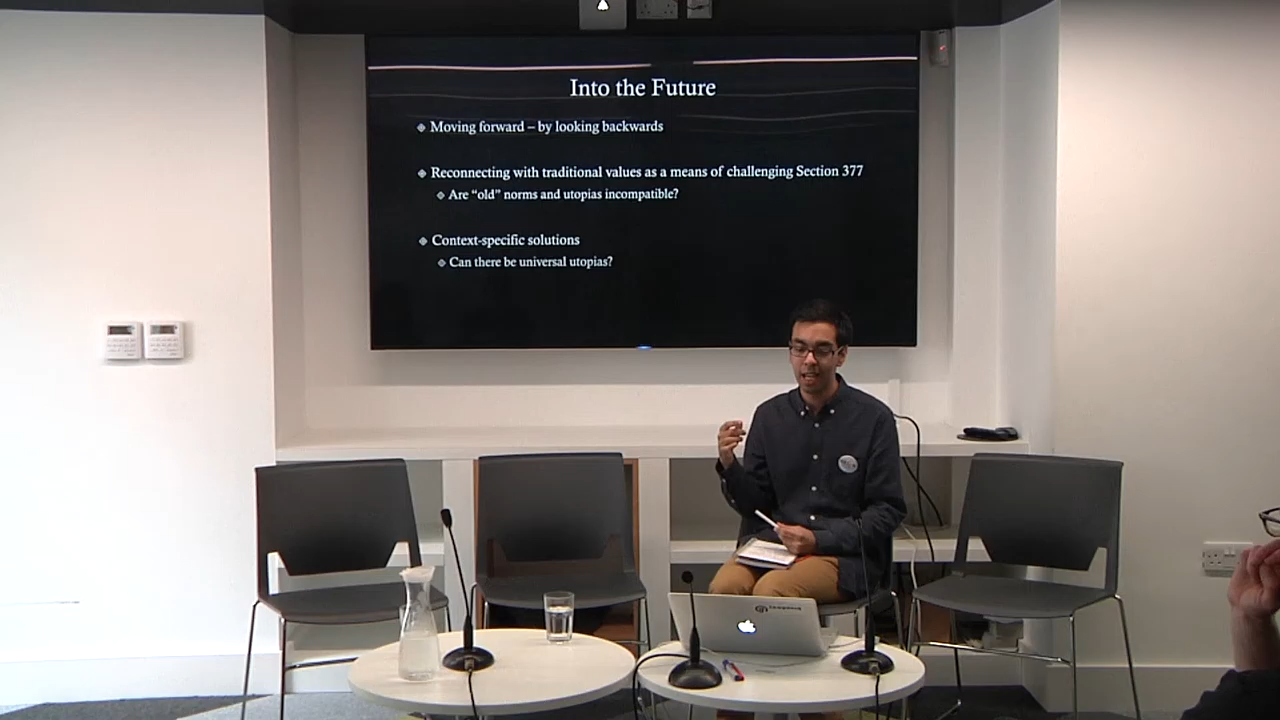 Into the Future
Moving forward – by looking backwards
Reconnecting with traditional values as a means of challenging Section 377
Are “old” norms and utopias incompatible?
Context-specific solutions
Can there be universal utopias?